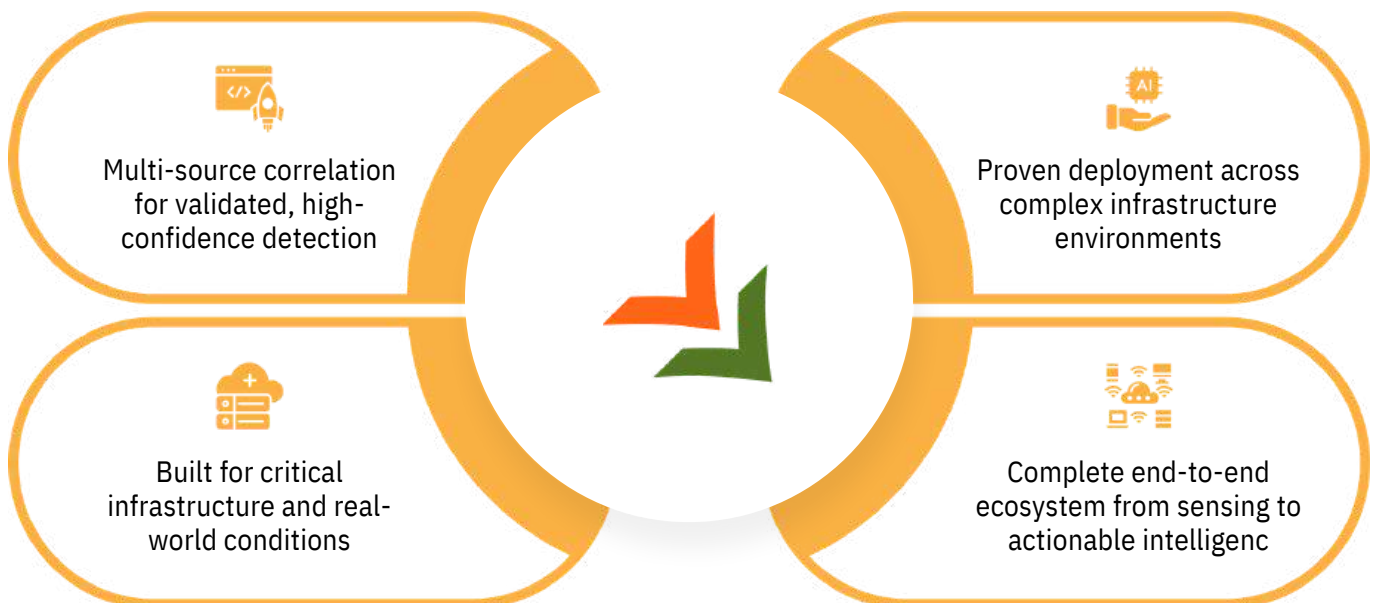 </>
Multi-source correlation
for validated, high-
confidence detection
AI
Proven deployment across
complex infrastructure
environments
Built for critical
infrastructure and real-
world conditions
Complete end-to-end
ecosystem from sensing to
actionable intelligenc